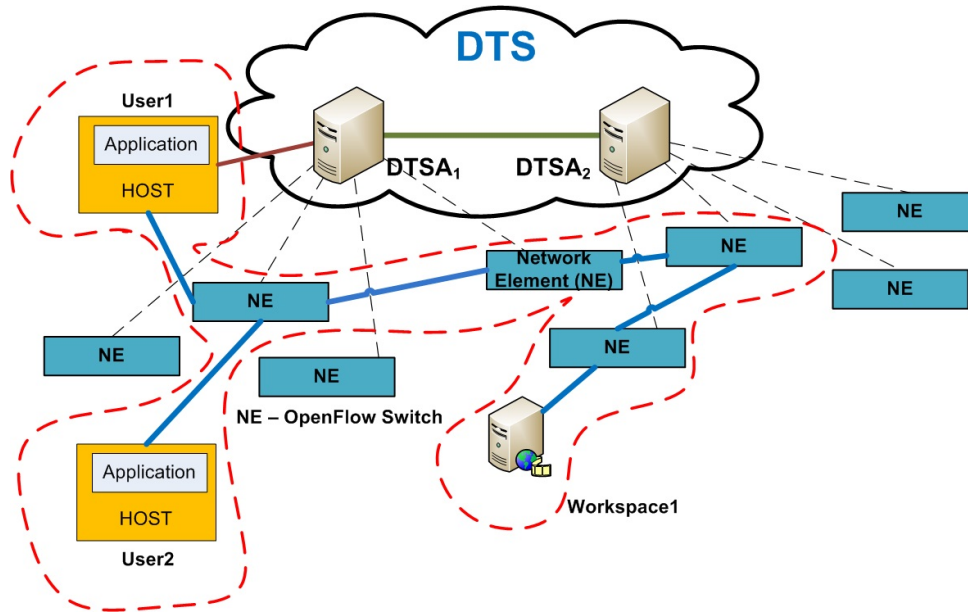 DTS
User1
Application
HOST
DTSA₁
DTSA₂
NE
NE
Network
Element (NE)
NE
NE
NE
NE
NE
NE – OpenFlow Switch
Application
HOST
User2
Workspace1